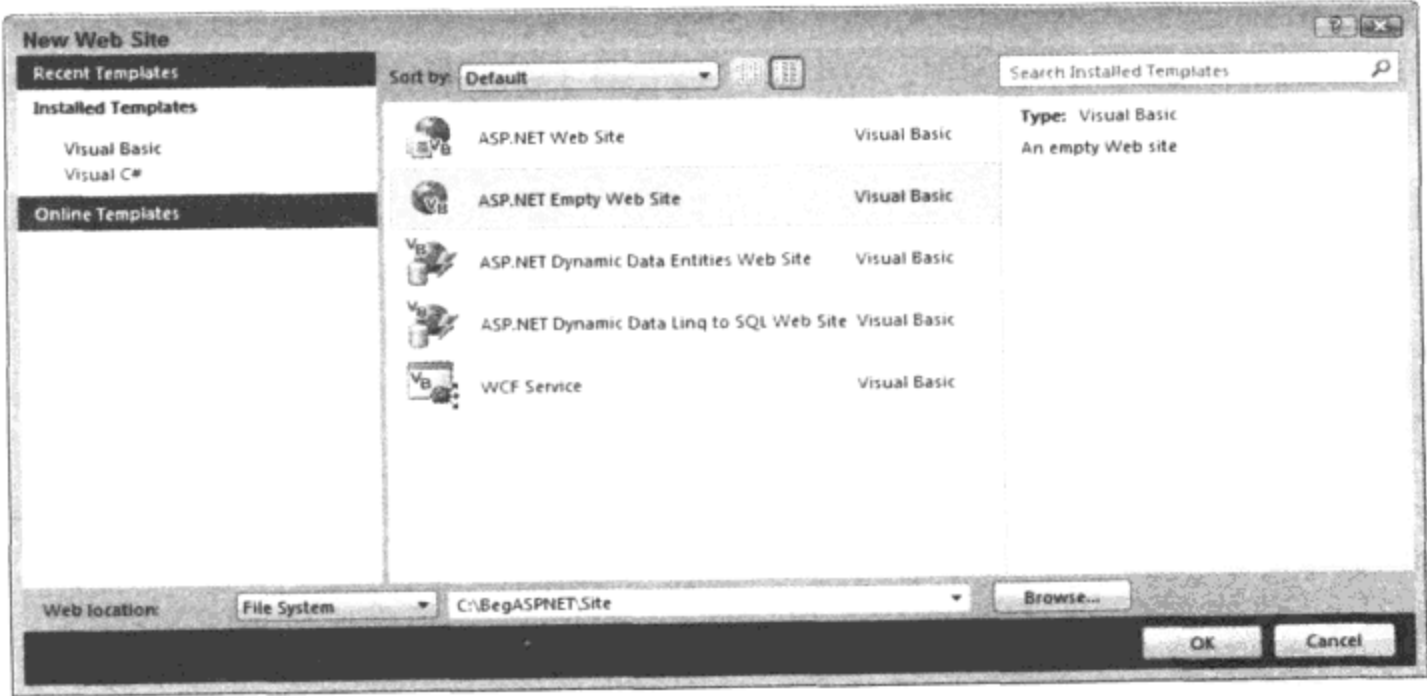 New Web Site
Recent Templates
Installed Templates
Visual Basic
Visual C#
Online Templates
Sort by: Default
ASP.NET Web Site Visual Basic
ASP.NET Empty Web Site Visual Basic
ASP.NET Dynamic Data Entities Web Site Visual Basic
ASP.NET Dynamic Data Linq to SQL Web Site Visual Basic
WCF Service Visual Basic
Search Installed Templates
Type: Visual Basic
An empty Web site
Web location: File System C:\BegASPNET\Site Browse...
OK Cancel